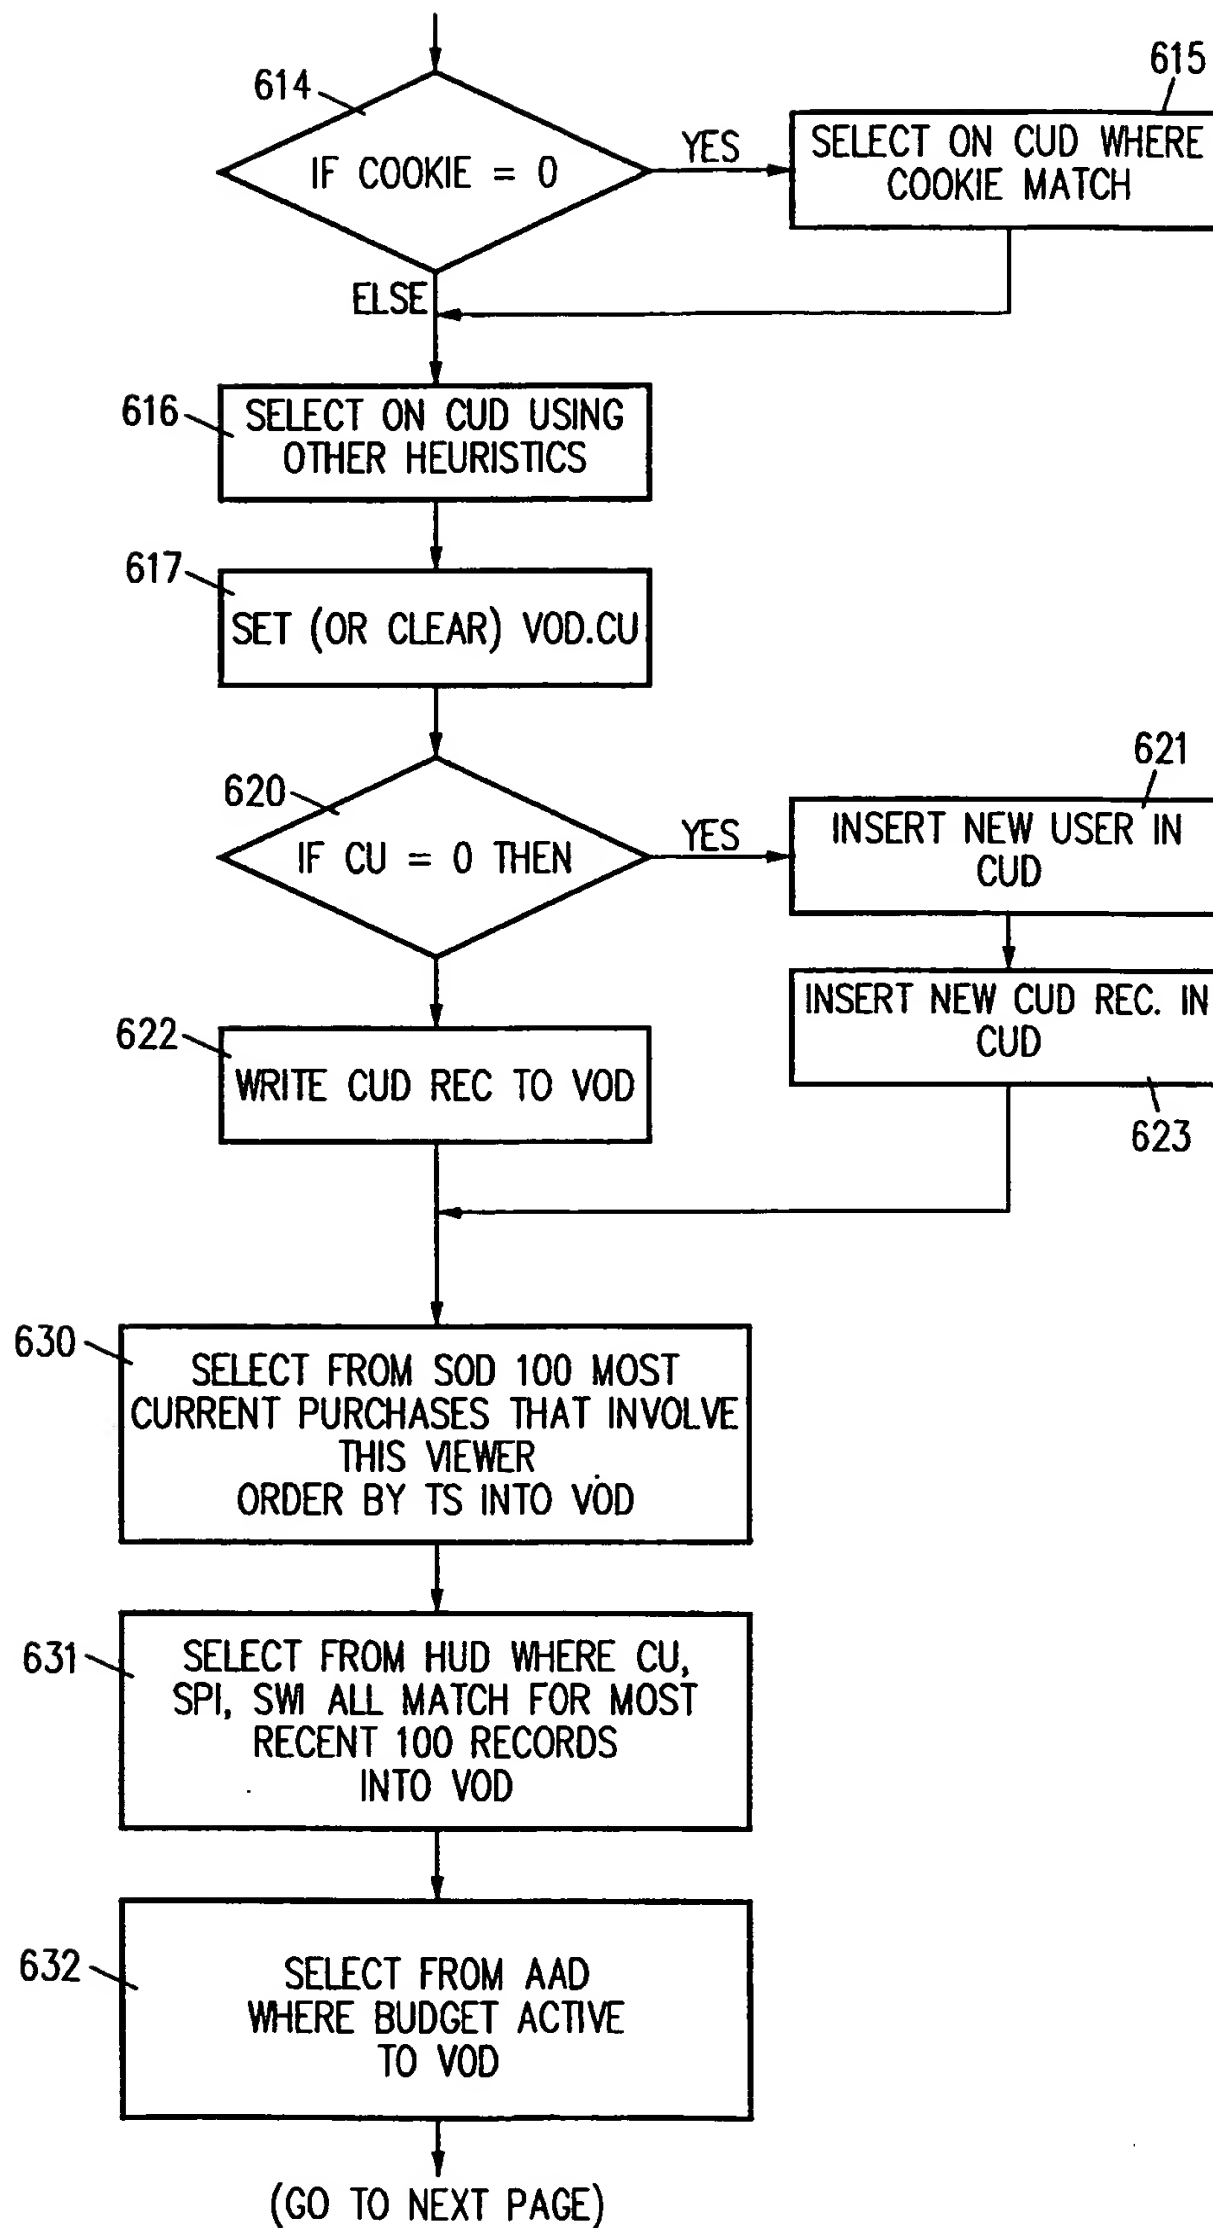 614
IF COOKIE = 0
YES
615
SELECT ON CUD WHERE
COOKIE MATCH
ELSE
616
SELECT ON CUD USING
OTHER HEURISTICS
617
SET (OR CLEAR) VOD.CU
620
IF CU = 0 THEN
YES
621
INSERT NEW USER IN
CUD
INSERT NEW CUD REC. IN
CUD
623
622
WRITE CUD REC TO VOD
630
SELECT FROM SOD 100 MOST
CURRENT PURCHASES THAT INVOLVE
THIS VIEWER
ORDER BY TS INTO VOD
631
SELECT FROM HUD WHERE CU,
SPI, SWI ALL MATCH FOR MOST
RECENT 100 RECORDS
INTO VOD
632
SELECT FROM AAD
WHERE BUDGET ACTIVE
TO VOD
(GO TO NEXT PAGE)